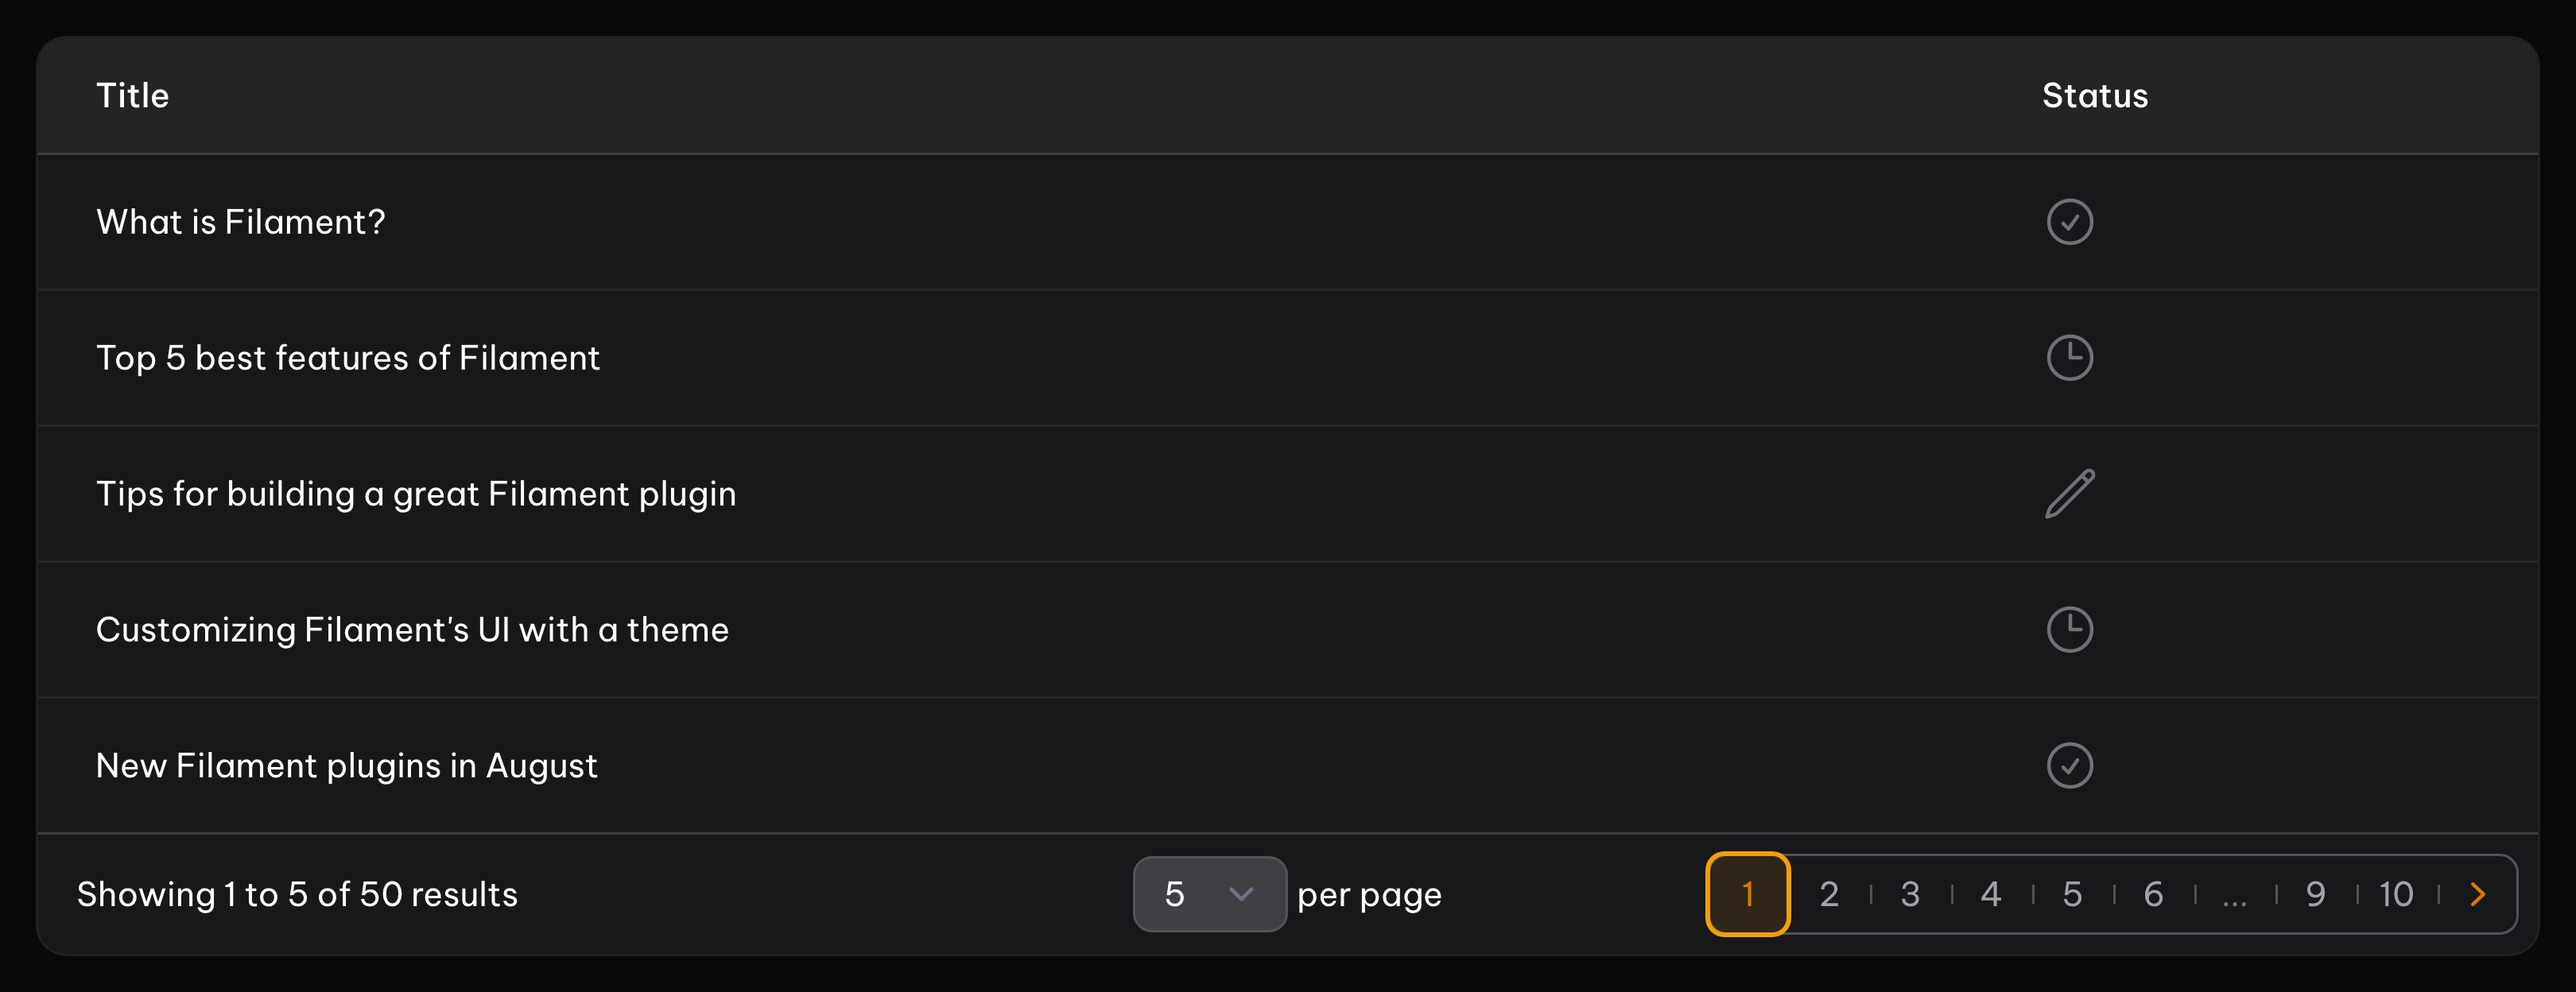 Title Status
What is Filament?
Top 5 best features of Filament
Tips for building a great Filament plugin
Customizing Filament's UI with a theme
New Filament plugins in August
Showing 1 to 5 of 50 results 5 per page 1 2 3 4 5 6 ... 9 10